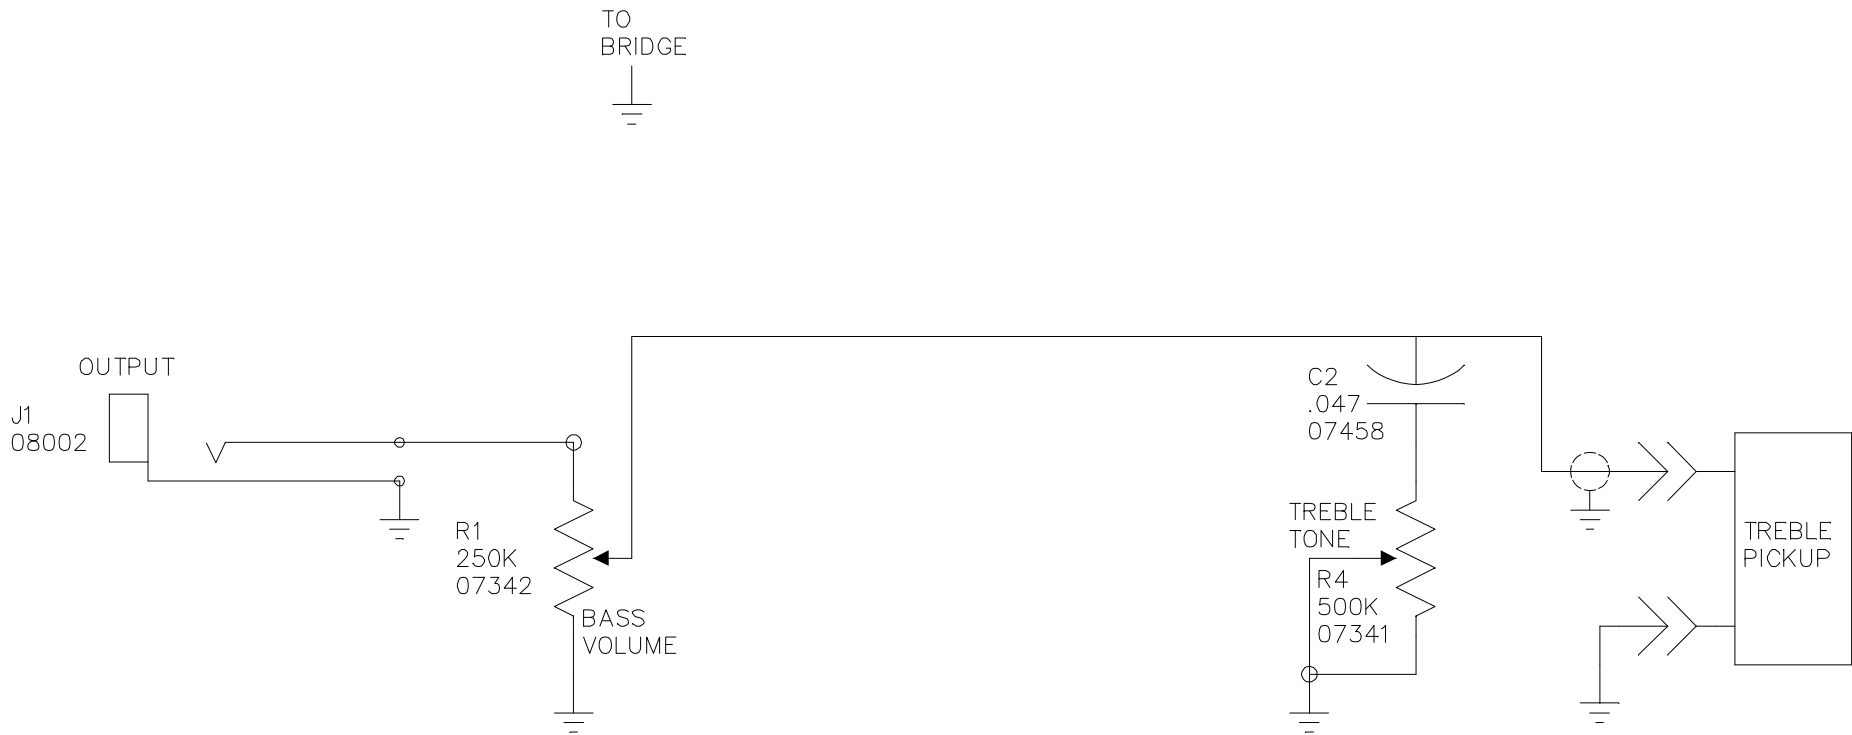 TO
BRIDGE
OUTPUT
J1
08002
R1
250K
07342
BASS
VOLUME
C2
.047
07458
TREBLE
TONE
R4
500K
07341
TREBLE
PICKUP